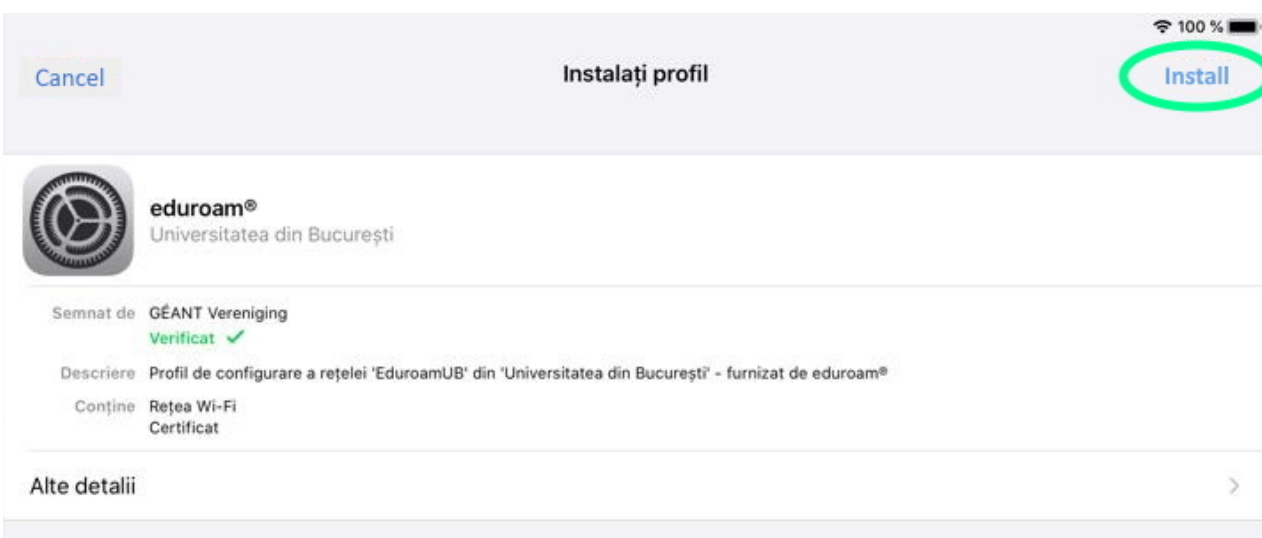 100 %
Cancel Instalați profil Install
eduroam®
Universitatea din București
Semnat de GÉANT Vereniging
Verificat ✓
Descriere Profil de configurare a rețelei 'EduroamUB' din 'Universitatea din București' - furnizat de eduroam®
Conține Rețea Wi-Fi
Certificat
Alte detalii